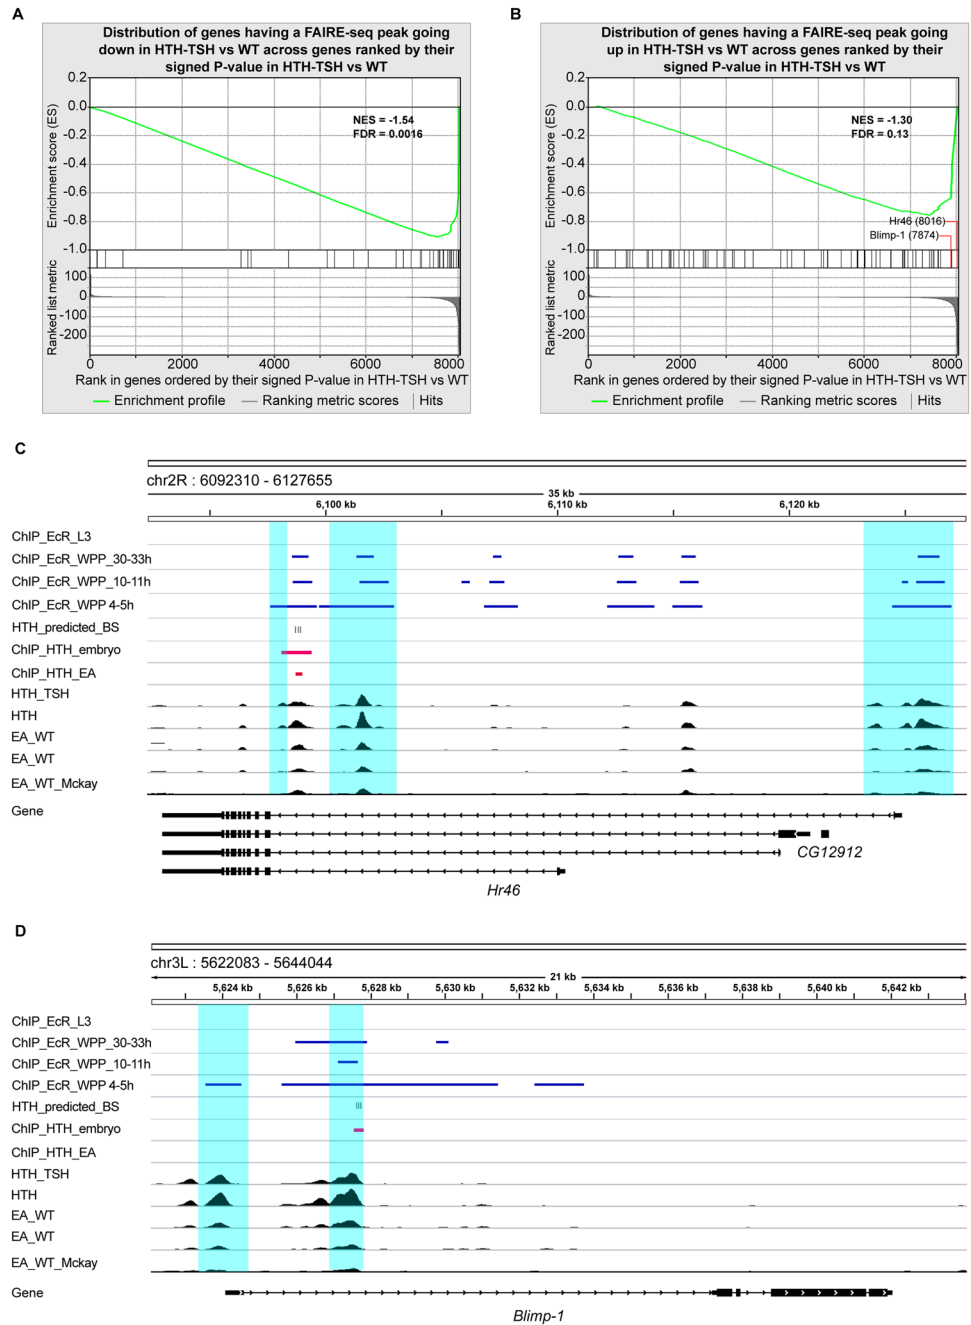 A
Distribution of genes having a FAIRE-seq peak going
down in HTH-TSH vs WT across genes ranked by their
signed P-value in HTH-TSH vs WT
Enrichment score (ES)
0.2
0.0
-0.2
-0.4
-0.6
-0.8
-1.0
NES = -1.54
FDR = 0.0016
Ranked list metric
100
0
-100
-200
0
2000
4000
6000
8000
Rank in genes ordered by their signed P-value in HTH-TSH vs WT
Enrichment profile
Ranking metric scores
Hits
B
Distribution of genes having a FAIRE-seq peak going
up in HTH-TSH vs WT across genes ranked by their
signed P-value in HTH-TSH vs WT
Enrichment score (ES)
0.2
0.0
-0.2
-0.4
-0.6
-0.8
-1.0
NES = -1.30
FDR = 0.13
Hr46 (8016)
Blimp-1 (7874)
Ranked list metric
100
0
-100
-200
0
2000
4000
6000
8000
Rank in genes ordered by their signed P-value in HTH-TSH vs WT
Enrichment profile
Ranking metric scores
Hits
C
chr2R : 6092310 - 6127655
35 kb
6,100 kb
6,110 kb
6,120 kb
ChIP_EcR_L3
ChIP_EcR_WPP_30-33h
ChIP_EcR_WPP_10-11h
ChIP_EcR_WPP 4-5h
HTH_predicted_BS
ChIP_HTH_embryo
ChIP_HTH_EA
HTH_TSH
HTH
EA_WT
EA_WT
EA_WT_Mckay
Gene
CG12912
Hr46
D
chr3L : 5622083 - 5644044
21 kb
5,624 kb
5,626 kb
5,628 kb
5,630 kb
5,632 kb
5,634 kb
5,636 kb
5,638 kb
5,640 kb
5,642 kb
ChIP_EcR_L3
ChIP_EcR_WPP_30-33h
ChIP_EcR_WPP_10-11h
ChIP_EcR_WPP 4-5h
HTH_predicted_BS
ChIP_HTH_embryo
ChIP_HTH_EA
HTH_TSH
HTH
EA_WT
EA_WT
EA_WT_Mckay
Gene
Blimp-1